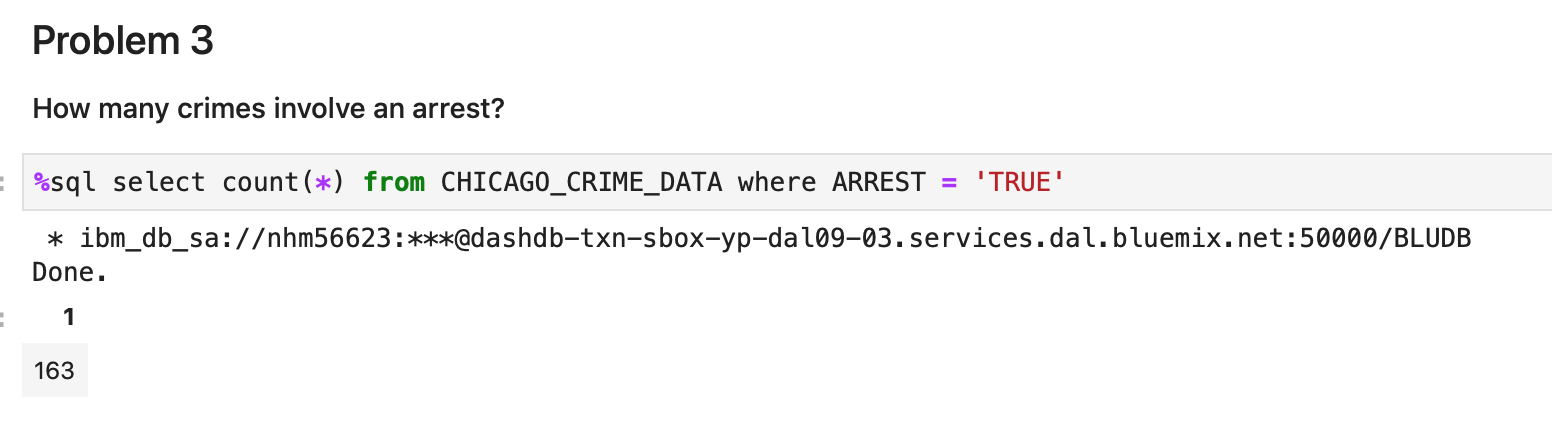 Problem 3
How many crimes involve an arrest?
%sql select count(*) from CHICAGO_CRIME_DATA where ARREST = 'TRUE'
* ibm_db_sa://nhm56623:***@dashdb-txn-sbox-yp-dal09-03.services.dal.bluemix.net:50000/BLUDB
Done.
1
163